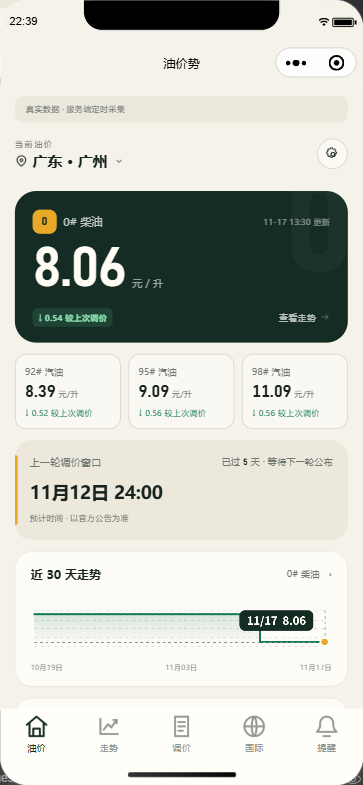 22:39
油价势
真实数据 · 服务端定时采集
当前油价
广东 • 广州
0 0# 柴油 11-17 13:30 更新
8.06 元 / 升
↓ 0.54 较上次调价 查看走势 →
92# 汽油
8.39 元/升
↓ 0.52 较上次调价
95# 汽油
9.09 元/升
↓ 0.56 较上次调价
98# 汽油
11.09 元/升
↓ 0.56 较上次调价
上一轮调价窗口 已过 5 天 · 等待下一轮公布
11月12日 24:00
预计时间 · 以官方公告为准
近 30 天走势 0# 柴油 ›
11/17 8.06
10月19日 11月03日 11月17日
油价 走势 调价 国际 提醒